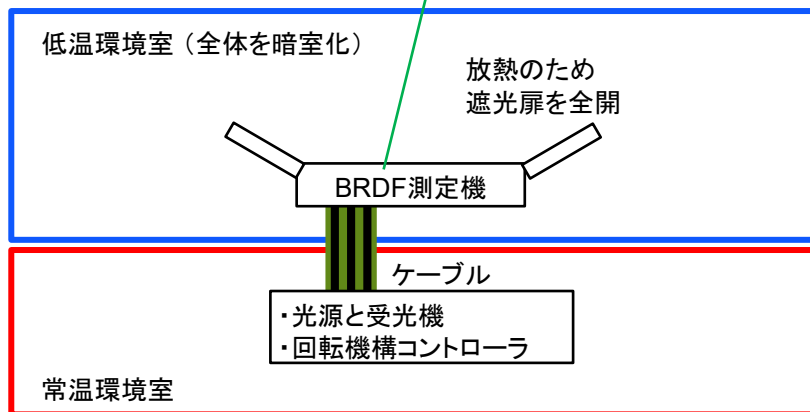 低温環境室（全体を暗室化）
放熱のため
遮光扉を全開
BRDF測定機
ケーブル
・光源と受光機
・回転機構コントローラ
常温環境室